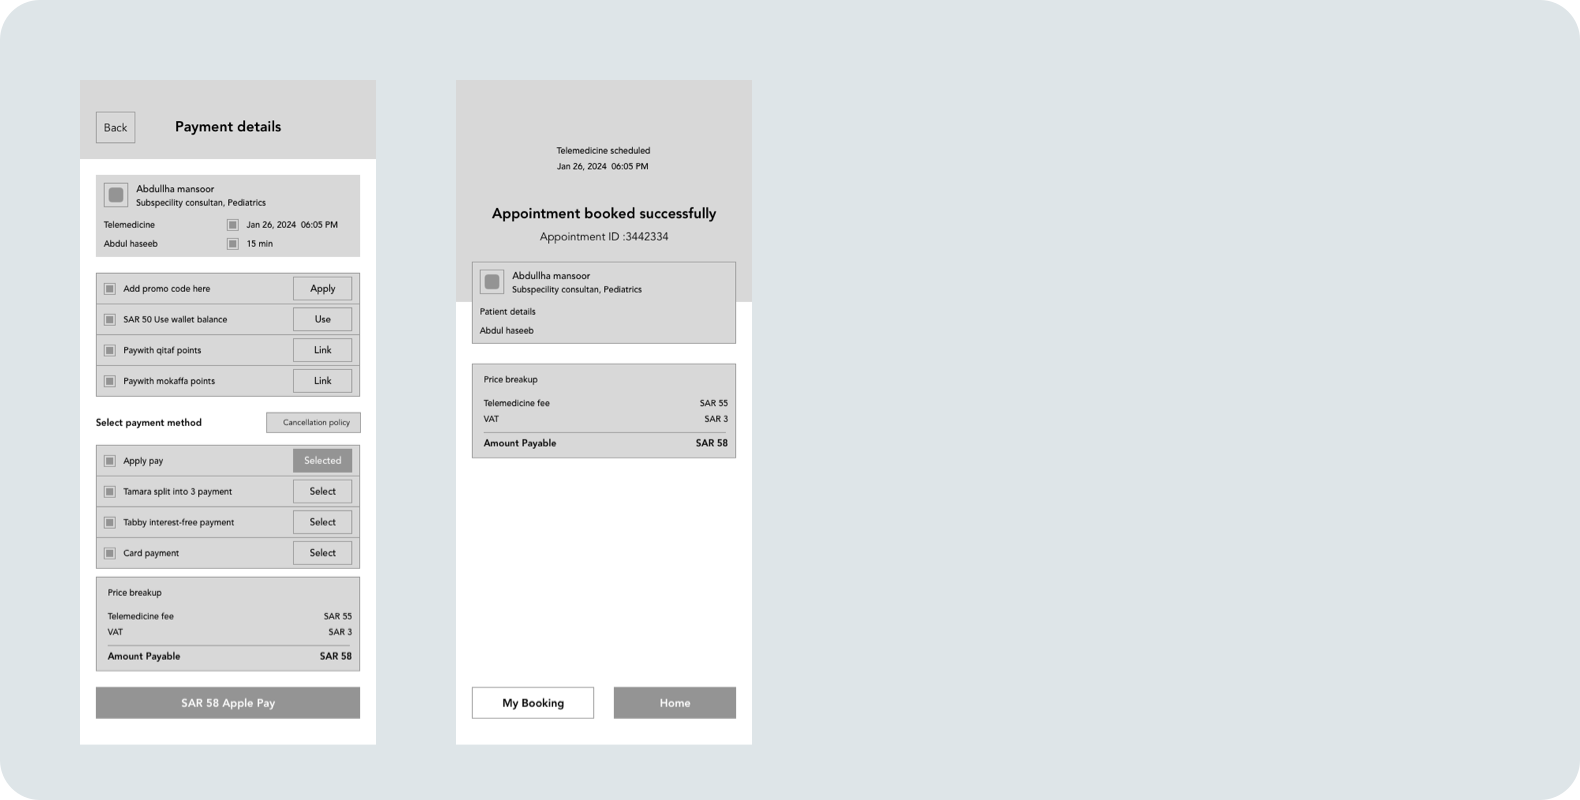 Back
Payment details
Abdullha mansoor
Subspecility consultan, Pediatrics
Telemedicine
Jan 26, 2024  06:05 PM
Abdul haseeb
15 min
Add promo code here
Apply
SAR 50 Use wallet balance
Use
Paywith qitaf points
Link
Paywith mokaffa points
Link
Select payment method
Cancellation policy
Apply pay
Selected
Tamara split into 3 payment
Select
Tabby interest-free payment
Select
Card payment
Select
Price breakup
Telemedicine fee
SAR 55
VAT
SAR 3
Amount Payable
SAR 58
SAR 58 Apple Pay
Telemedicine scheduled
Jan 26, 2024  06:05 PM
Appointment booked successfully
Appointment ID :3442334
Abdullha mansoor
Subspecility consultan, Pediatrics
Patient details
Abdul haseeb
Price breakup
Telemedicine fee
SAR 55
VAT
SAR 3
Amount Payable
SAR 58
My Booking
Home